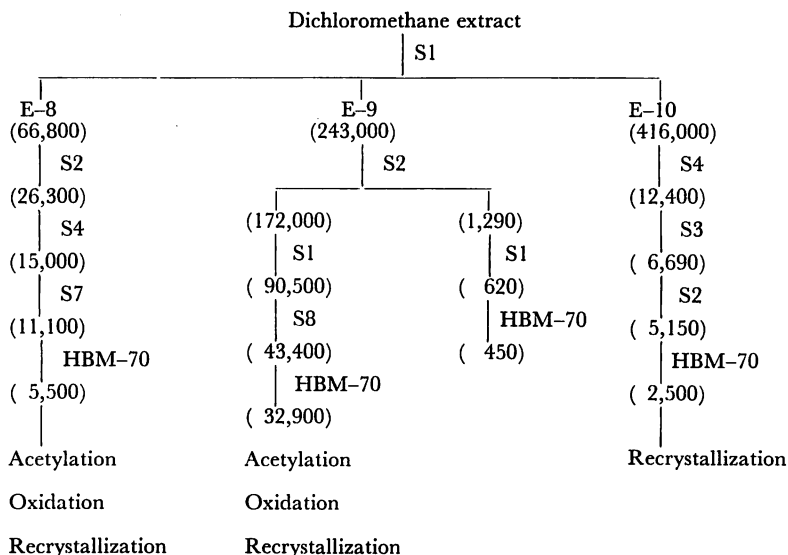 Dichloromethane extract
S1
E–8 E–9 E–10
(66,800) (243,000) (416,000)
S2 S2 S4
(26,300) (12,400)
S4 (172,000) (1,290) S3
(15,000) S1 S1 ( 6,690)
S7 ( 90,500) ( 620) S2
(11,100) S8 HBM–70 ( 5,150)
HBM–70 ( 43,400) ( 450) HBM–70
( 5,500) HBM–70 ( 2,500)
( 32,900)
Acetylation Acetylation Recrystallization
Oxidation Oxidation
Recrystallization Recrystallization